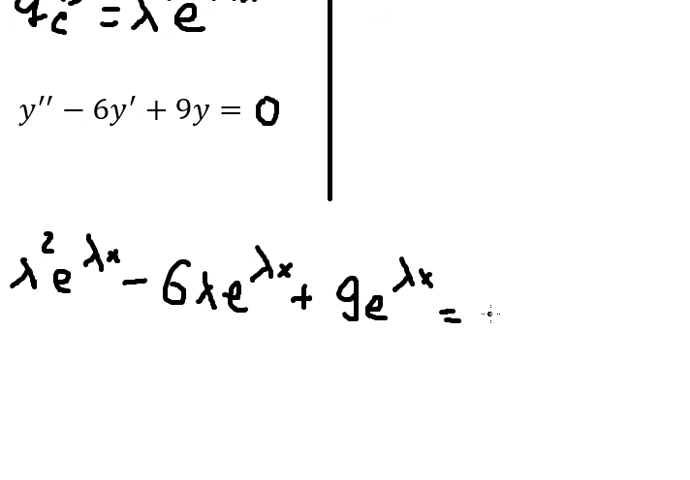 = λ e
y′′ − 6y′ + 9y = 0
λ²e^λx − 6λe^λx + 9e^λx =